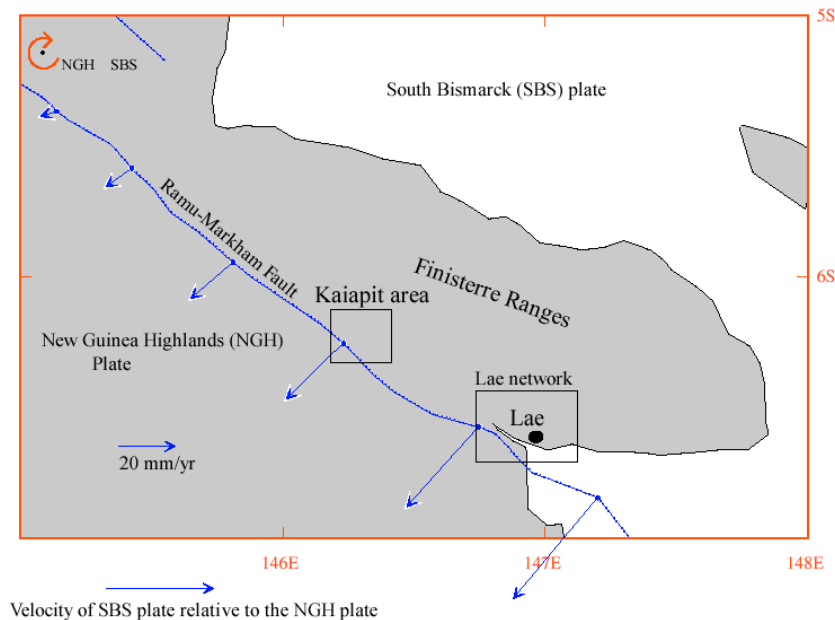 5S
NGH SBS
South Bismarck (SBS) plate
Ramu-Markham Fault
Finisterre Ranges
6S
Kaiapit area
New Guinea Highlands (NGH)
Plate
Lae network
Lae
20 mm/yr
146E 147E 148E
Velocity of SBS plate relative to the NGH plate